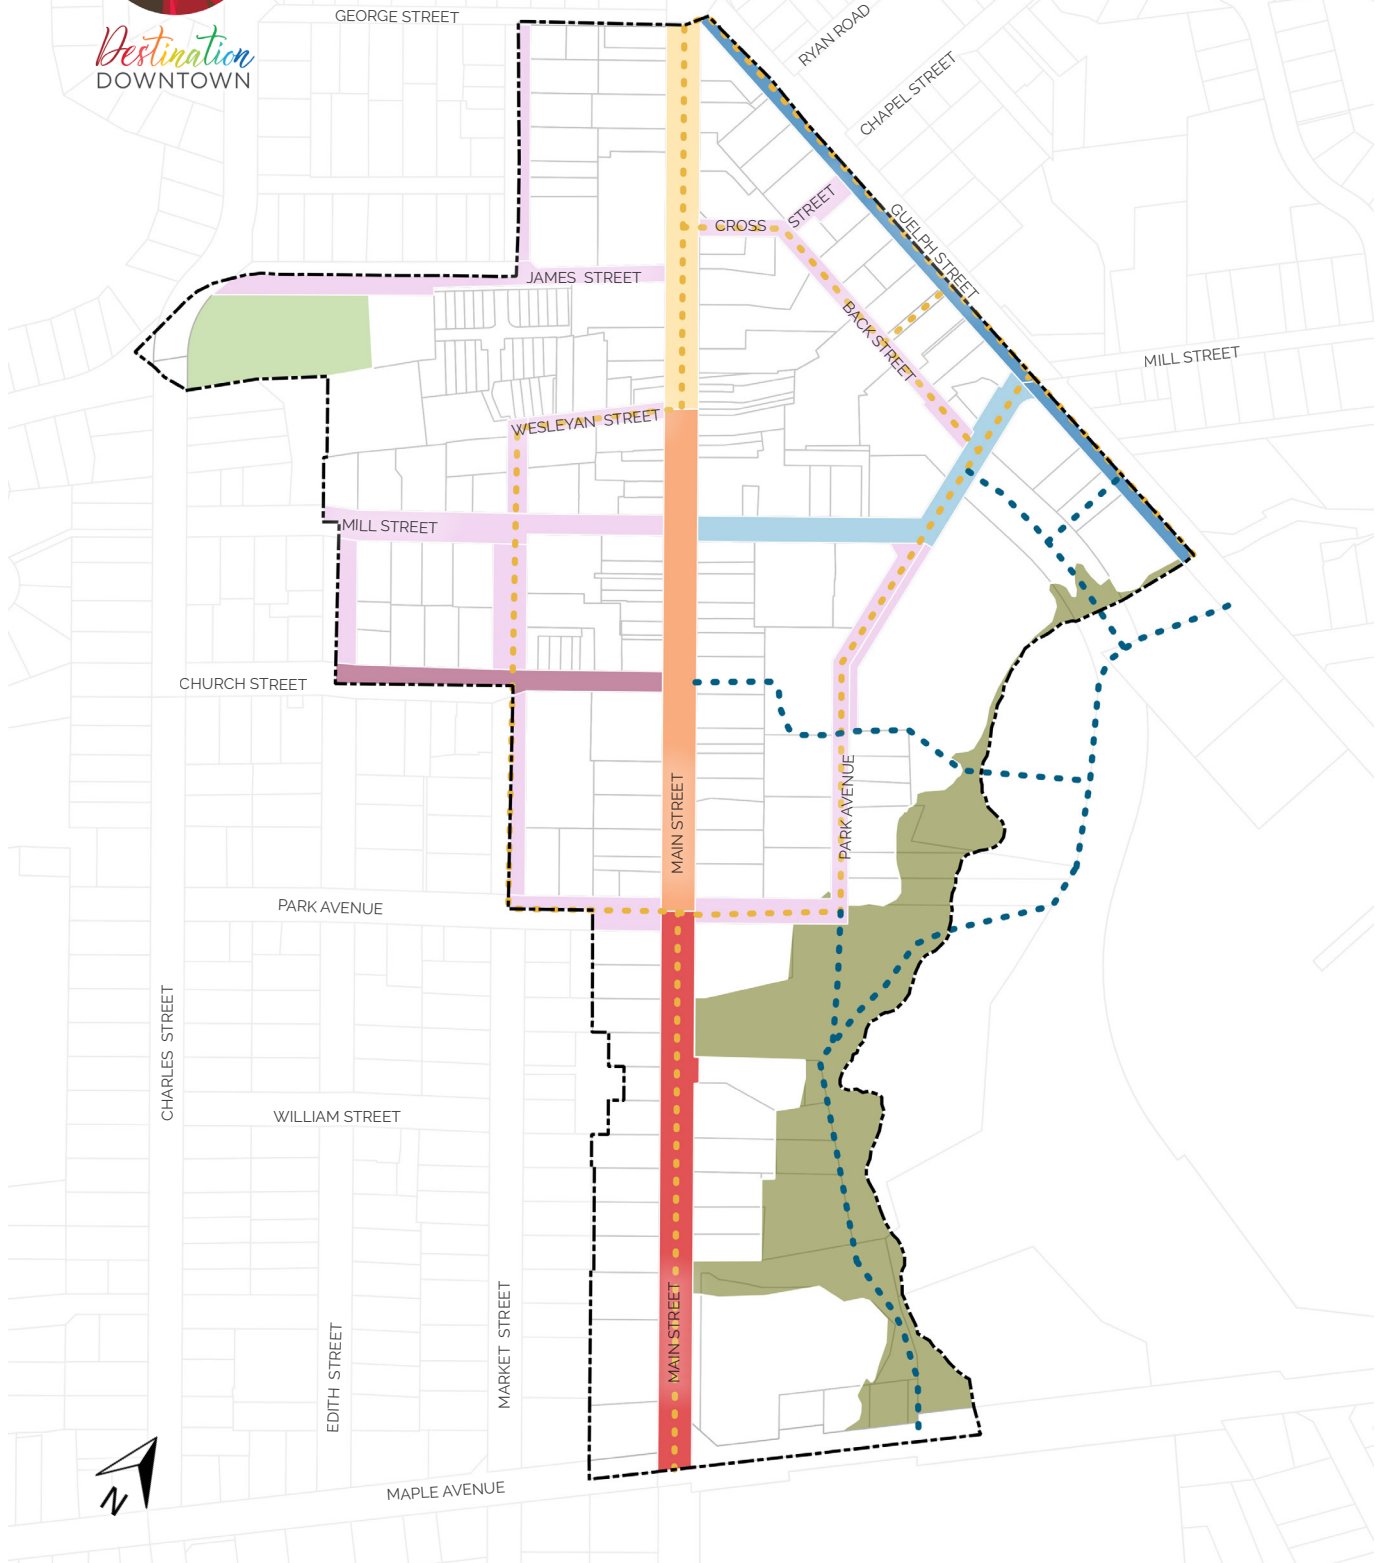 GEORGE STREET
RYAN ROAD
Destination
DOWNTOWN
CHAPEL STREET
CROSS STREET
GUELPH STREET
JAMES STREET
BACK STREET
MILL STREET
WESLEYAN STREET
MILL STREET
CHURCH STREET
MAIN STREET
PARK AVENUE
PARK AVENUE
CHARLES STREET
WILLIAM STREET
MAIN STREET
MARKET STREET
EDITH STREET
N
MAPLE AVENUE